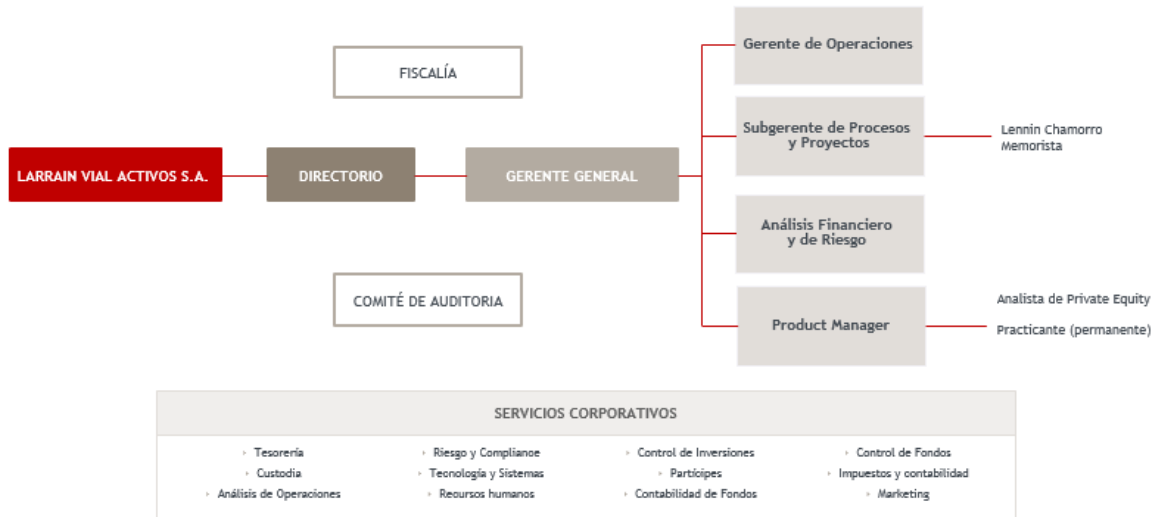 FISCALÍA
LARRAIN VIAL ACTIVOS S.A.
DIRECTORIO
GERENTE GENERAL
COMITÉ DE AUDITORIA
Gerente de Operaciones
Subgerente de Procesos
y Proyectos
Lennin Chamorro
Memorista
Análisis Financiero
y de Riesgo
Product Manager
Analista de Private Equity
Practicante (permanente)
SERVICIOS CORPORATIVOS
Tesorería
Custodia
Análisis de Operaciones
Riesgo y Compliance
Tecnología y Sistemas
Recursos humanos
Control de Inversiones
Partícipes
Contabilidad de Fondos
Control de Fondos
Impuestos y contabilidad
Marketing